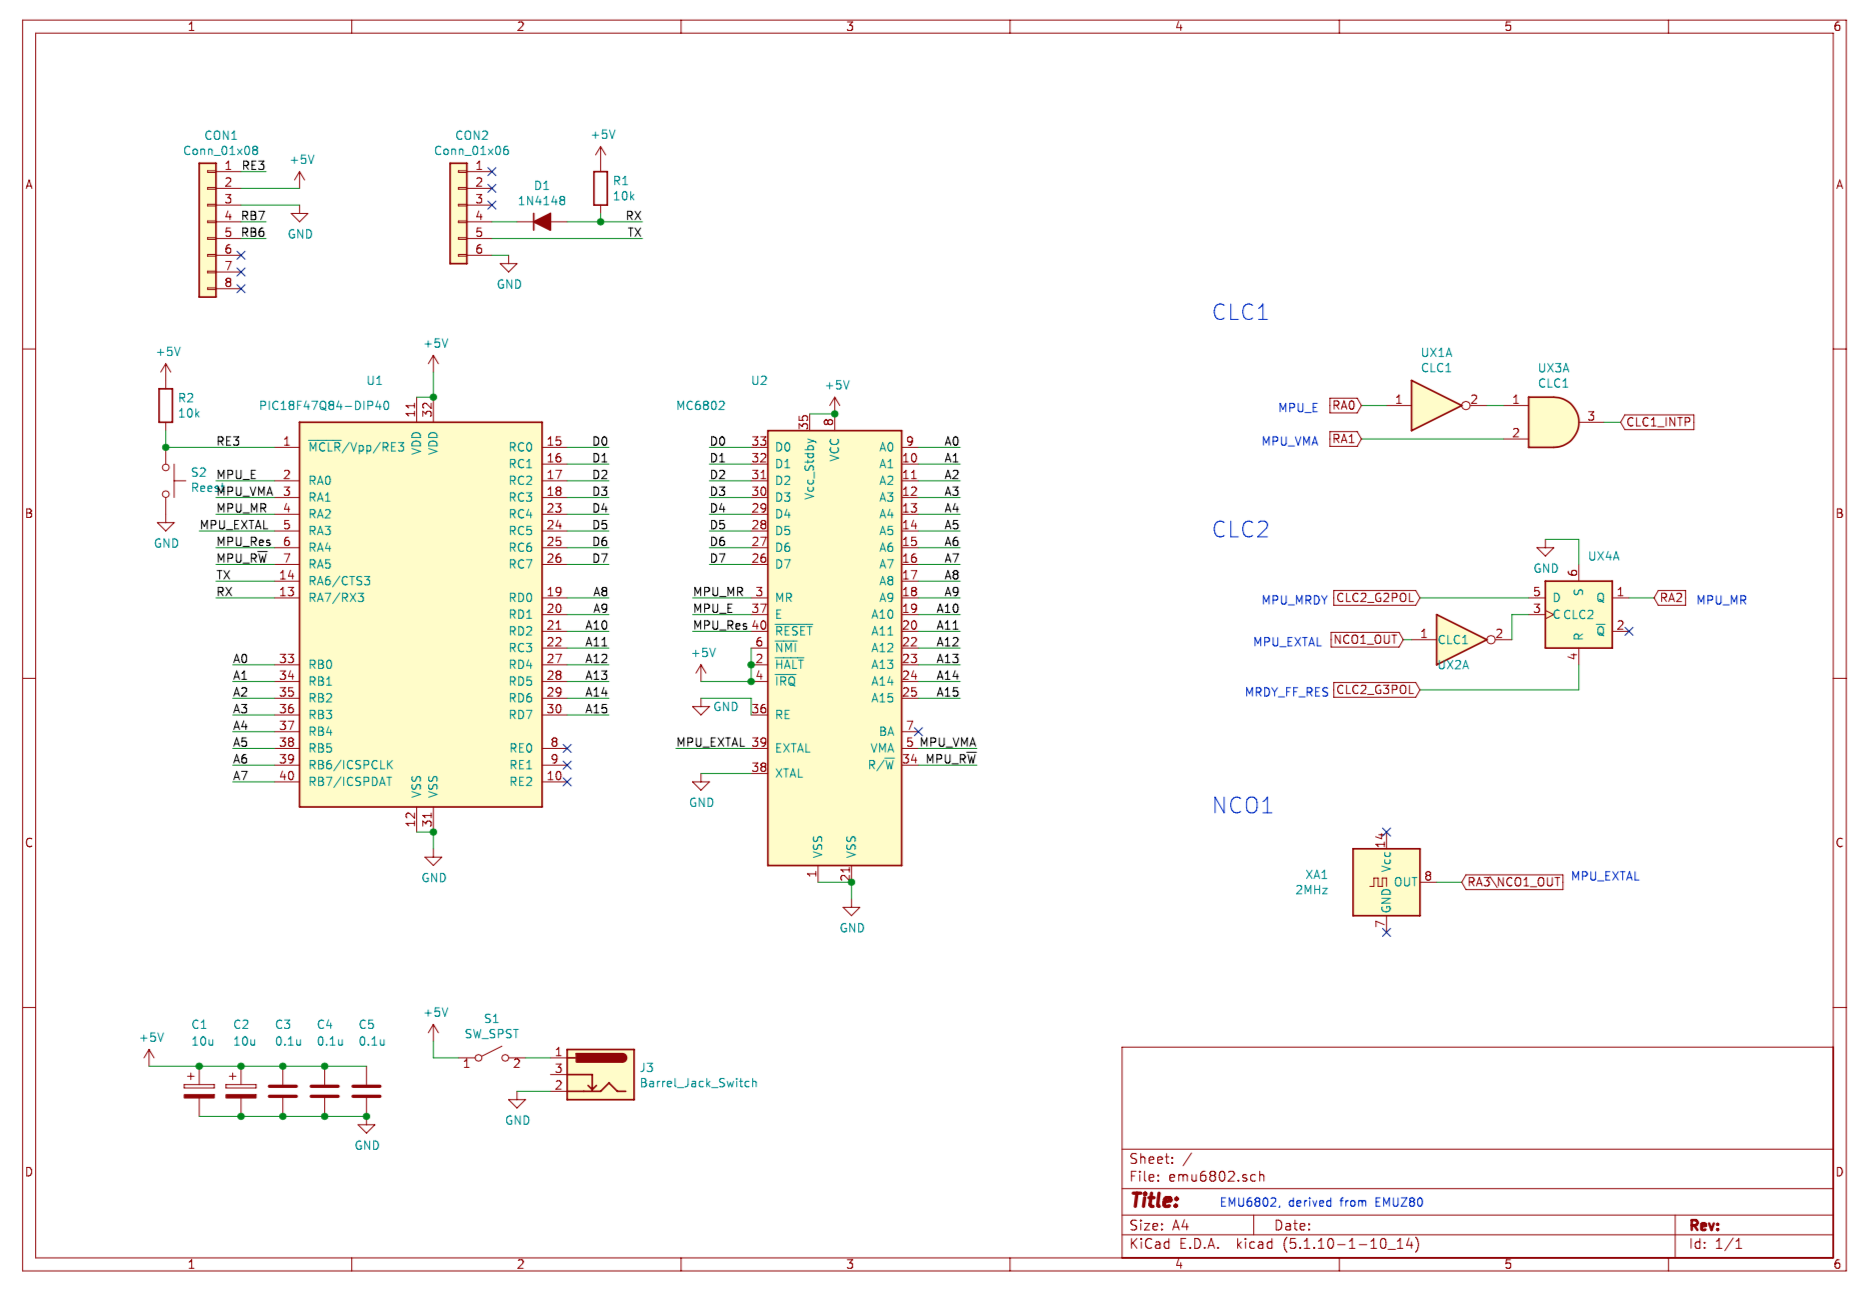 1 2 3 4 5 6
A
B
C
D
A
B
C
D
1 2 3 4 5 6
CON1
Conn_01x08
1 RE3
2
3
4 RB7
5 RB6
6
7
8
+5V
GND
CON2
Conn_01x06
1
2
3
4
5
6
D1
1N4148
+5V
R1
10k
RX
TX
GND
+5V
R2
10k
S2
Reest
GND
+5V
U1
PIC18F47Q84-DIP40
11 VDD
32 VDD
RE3 1 MCLR/Vpp/RE3
MPU_E 2 RA0
MPU_VMA 3 RA1
MPU_MR 4 RA2
MPU_EXTAL 5 RA3
MPU_Res 6 RA4
MPU_RW 7 RA5
TX 14 RA6/CTS3
RX 13 RA7/RX3
A0 33 RB0
A1 34 RB1
A2 35 RB2
A3 36 RB3
A4 37 RB4
A5 38 RB5
A6 39 RB6/ICSPCLK
A7 40 RB7/ICSPDAT
RC0 15 D0
RC1 16 D1
RC2 17 D2
RC3 18 D3
RC4 23 D4
RC5 24 D5
RC6 25 D6
RC7 26 D7
RD0 19 A8
RD1 20 A9
RD2 21 A10
RC3 22 A11
RD4 27 A12
RD5 28 A13
RD6 29 A14
RD7 30 A15
RE0 8
RE1 9
RE2 10
VSS 12
VSS 31
GND
U2
MC6802
+5V
35 Vcc_Stdby
8 VCC
D0 33 D0
D1 32 D1
D2 31 D2
D3 30 D3
D4 29 D4
D5 28 D5
D6 27 D6
D7 26 D7
MPU_MR 3 MR
MPU_E 37 E
MPU_Res 40 RESET
6 NMI
+5V 2 HALT
4 IRQ
GND 36 RE
MPU_EXTAL 39 EXTAL
38 XTAL
GND
A0 9 A0
A1 10 A1
A2 11 A2
A3 12 A3
A4 13 A4
A5 14 A5
A6 15 A6
A7 16 A7
A8 17 A8
A9 18 A9
A10 19 A10
A11 20 A11
A12 22 A12
A13 23 A13
A14 24 A14
A15 25 A15
BA 7
VMA 5 MPU_VMA
R/W 34 MPU_RW
VSS 1
VSS 21
GND
CLC1
UX1A
CLC1
UX3A
CLC1
MPU_E RA0 1 2 1
MPU_VMA RA1 2
3 CLC1_INTP
CLC2
GND
UX4A
MPU_MRDY CLC2_G2POL 5 D
MPU_EXTAL NCO1_OUT 1 CLC1 2 3 C CLC2
UX2A
MRDY_FF_RES CLC2_G3POL
6 S
Q 1 RA2 MPU_MR
Q 2
R 4
NCO1
XA1
2MHz
14 Vcc
OUT 8 RA3\NCO1_OUT MPU_EXTAL
GND 7
+5V
C1
10u
C2
10u
C3
0.1u
C4
0.1u
C5
0.1u
+ +
GND
+5V
S1
SW_SPST
1 2
1
3
2
J3
Barrel_Jack_Switch
GND
Sheet: /
File: emu6802.sch
Title: EMU6802, derived from EMUZ80
Size: A4 Date: Rev:
KiCad E.D.A. kicad (5.1.10-1-10_14) Id: 1/1